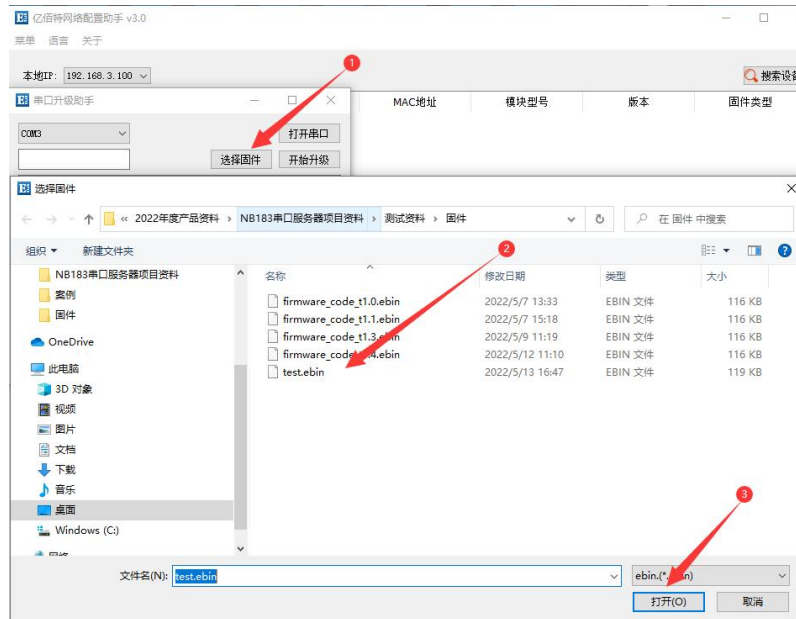 亿佰特网络配置助手 v3.0
菜单 语言 关于
本地IP: 192.168.3.100 搜索设备
串口升级助手 MAC地址 模块型号 版本 固件类型
COM3 打开串口
选择固件 开始升级
1
选择固件
« 2022年度产品资料 › NB183串口服务器项目资料 › 测试资料 › 固件 在 固件 中搜索
组织 新建文件夹
2
NB183串口服务器项目资料 名称 修改日期 类型 大小
案例 firmware_code_t1.0.ebin 2022/5/7 13:33 EBIN 文件 116 KB
固件 firmware_code_t1.1.ebin 2022/5/7 15:18 EBIN 文件 116 KB
firmware_code_t1.3.ebin 2022/5/9 11:19 EBIN 文件 116 KB
OneDrive firmware_code_t1.4.ebin 2022/5/12 11:10 EBIN 文件 116 KB
此电脑 test.ebin 2022/5/13 16:47 EBIN 文件 119 KB
3D 对象
视频
图片
文档
下载
音乐
3
桌面
Windows (C:)
文件名(N): test.ebin ebin.(*.
打开(O) 取消